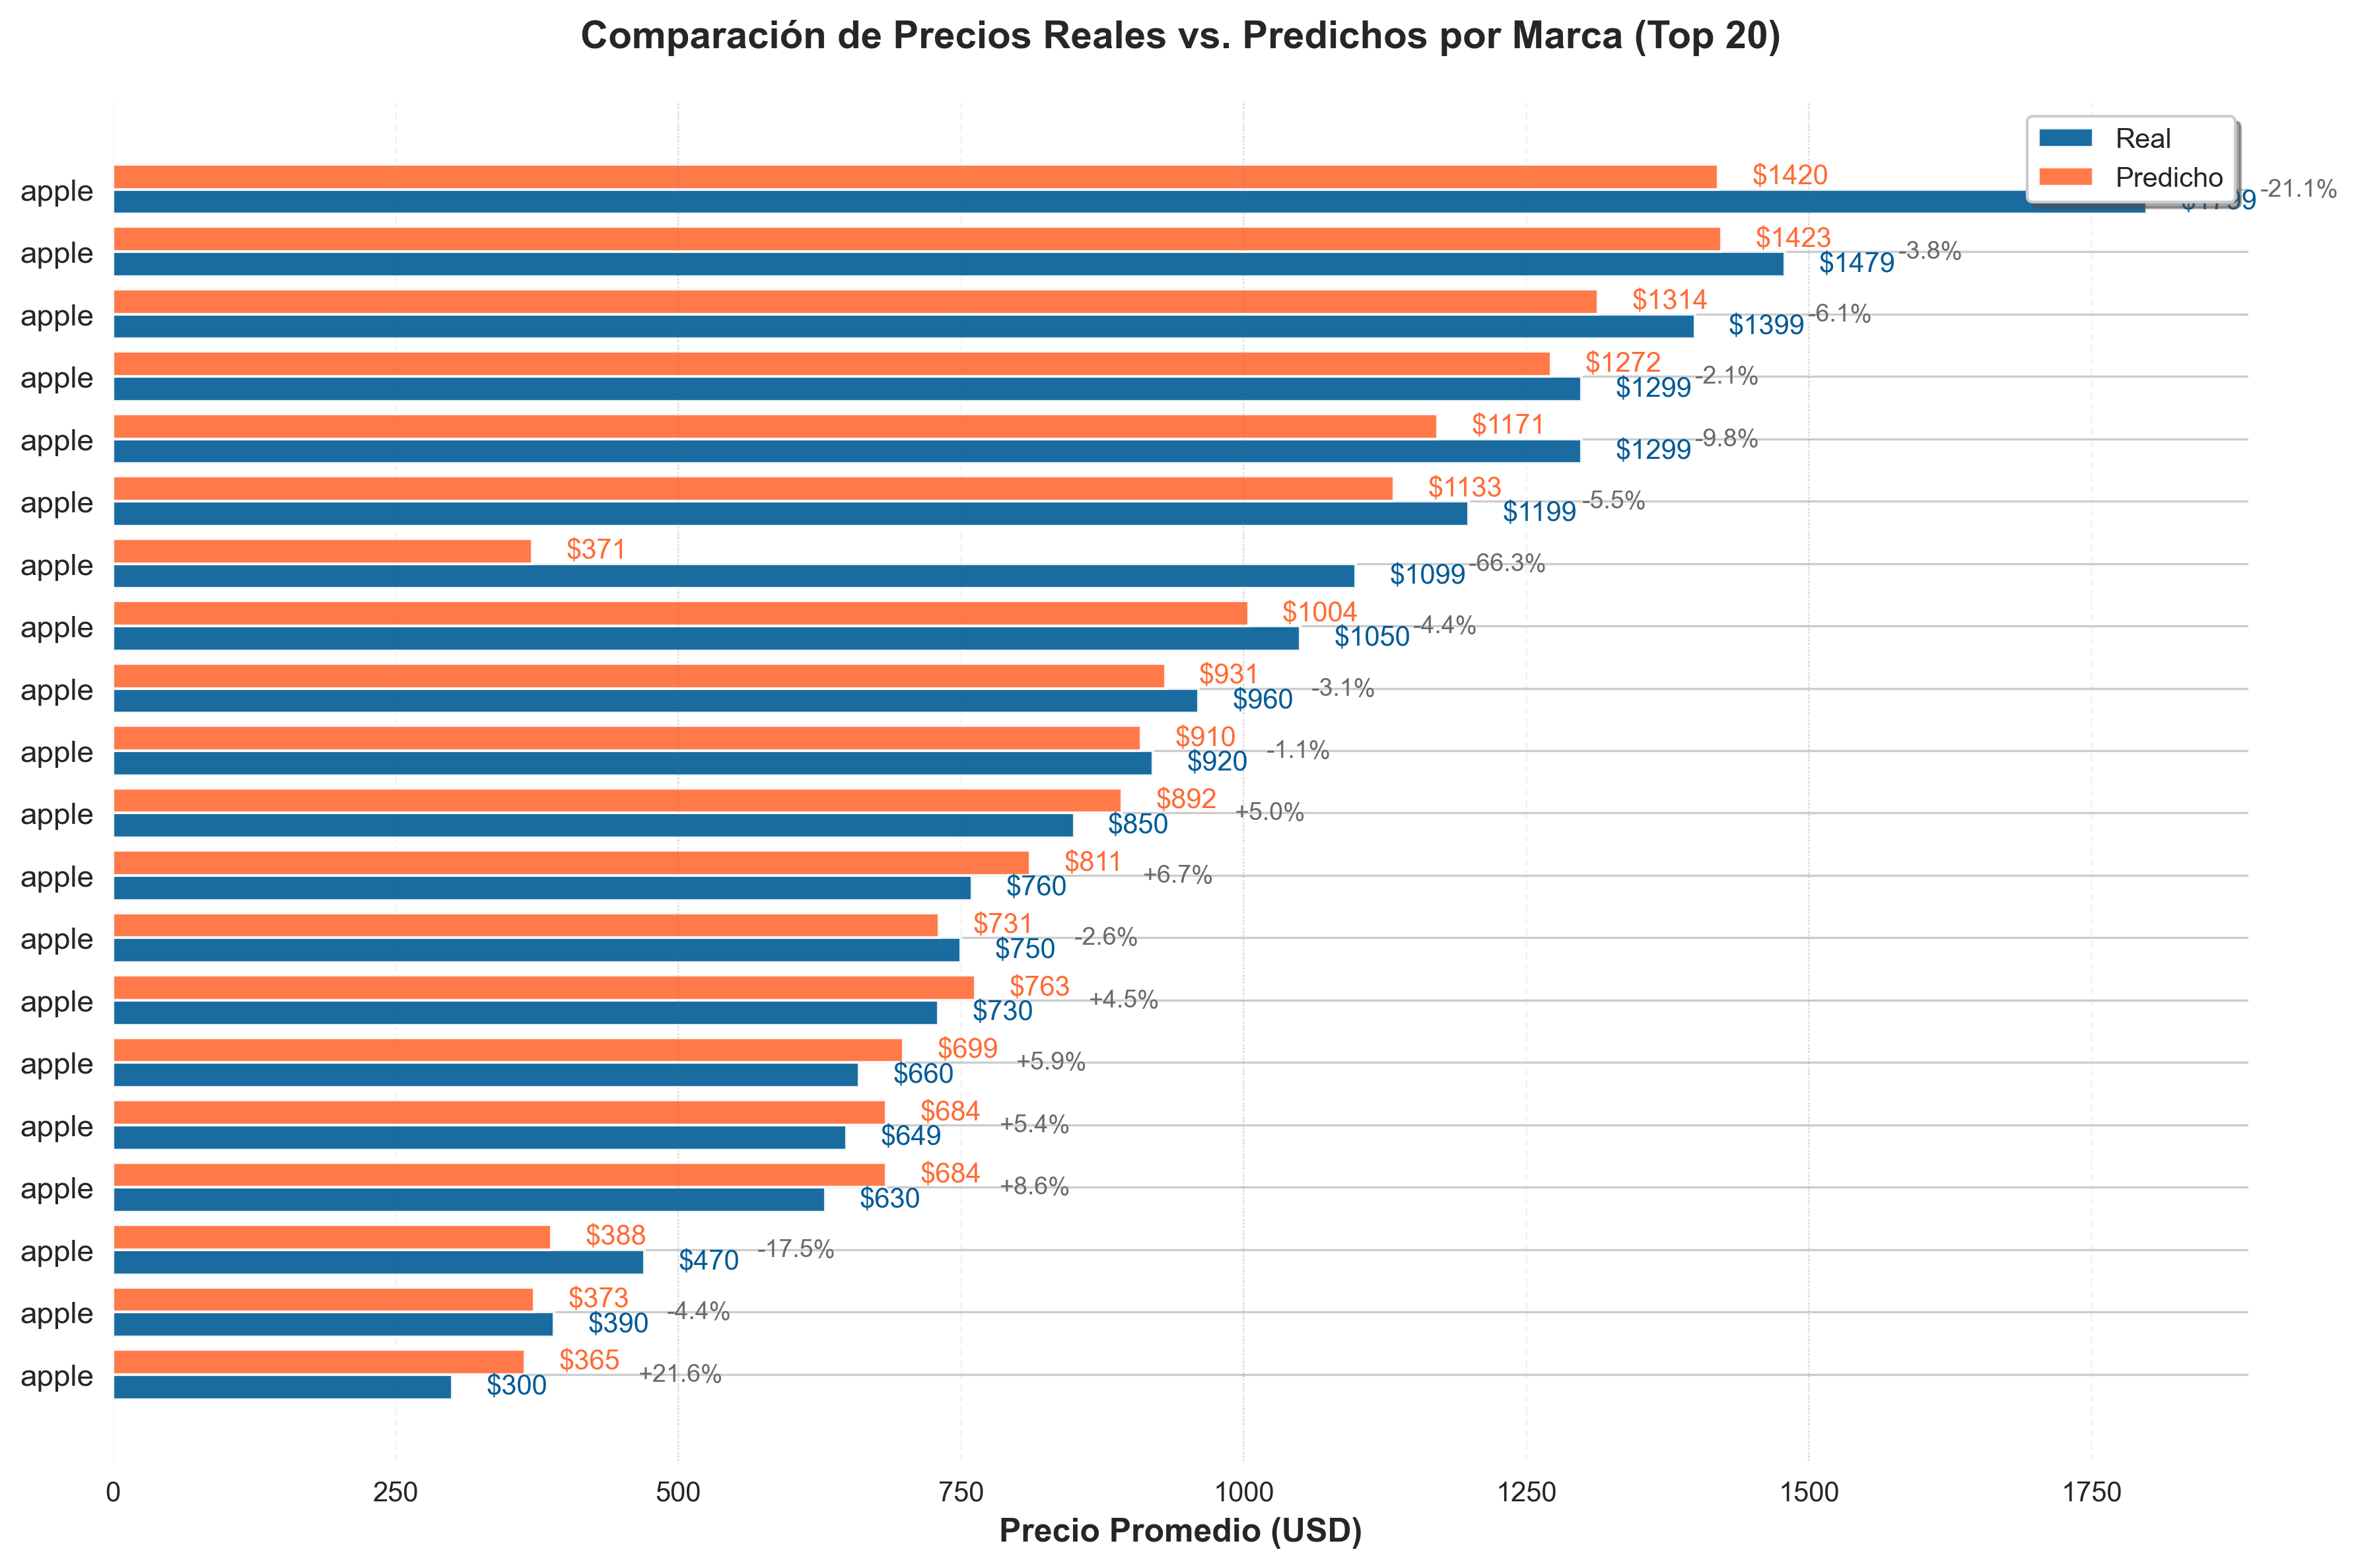 Comparación de Precios Reales vs. Predichos por Marca (Top 20)
Real
Predicho
apple $1420 -21.1%
apple $1423 $1479 -3.8%
apple $1314 $1399 -6.1%
apple $1272 $1299 -2.1%
apple $1171 $1299 -9.8%
apple $1133 $1199 -5.5%
apple $371 $1099 -66.3%
apple $1004 $1050 -4.4%
apple $931 $960 -3.1%
apple $910 $920 -1.1%
apple $892 $850 +5.0%
apple $811 $760 +6.7%
apple $731 $750 -2.6%
apple $763 $730 +4.5%
apple $699 $660 +5.9%
apple $684 $649 +5.4%
apple $684 $630 +8.6%
apple $388 $470 -17.5%
apple $373 $390 -4.4%
apple $365 $300 +21.6%
0 250 500 750 1000 1250 1500 1750
Precio Promedio (USD)